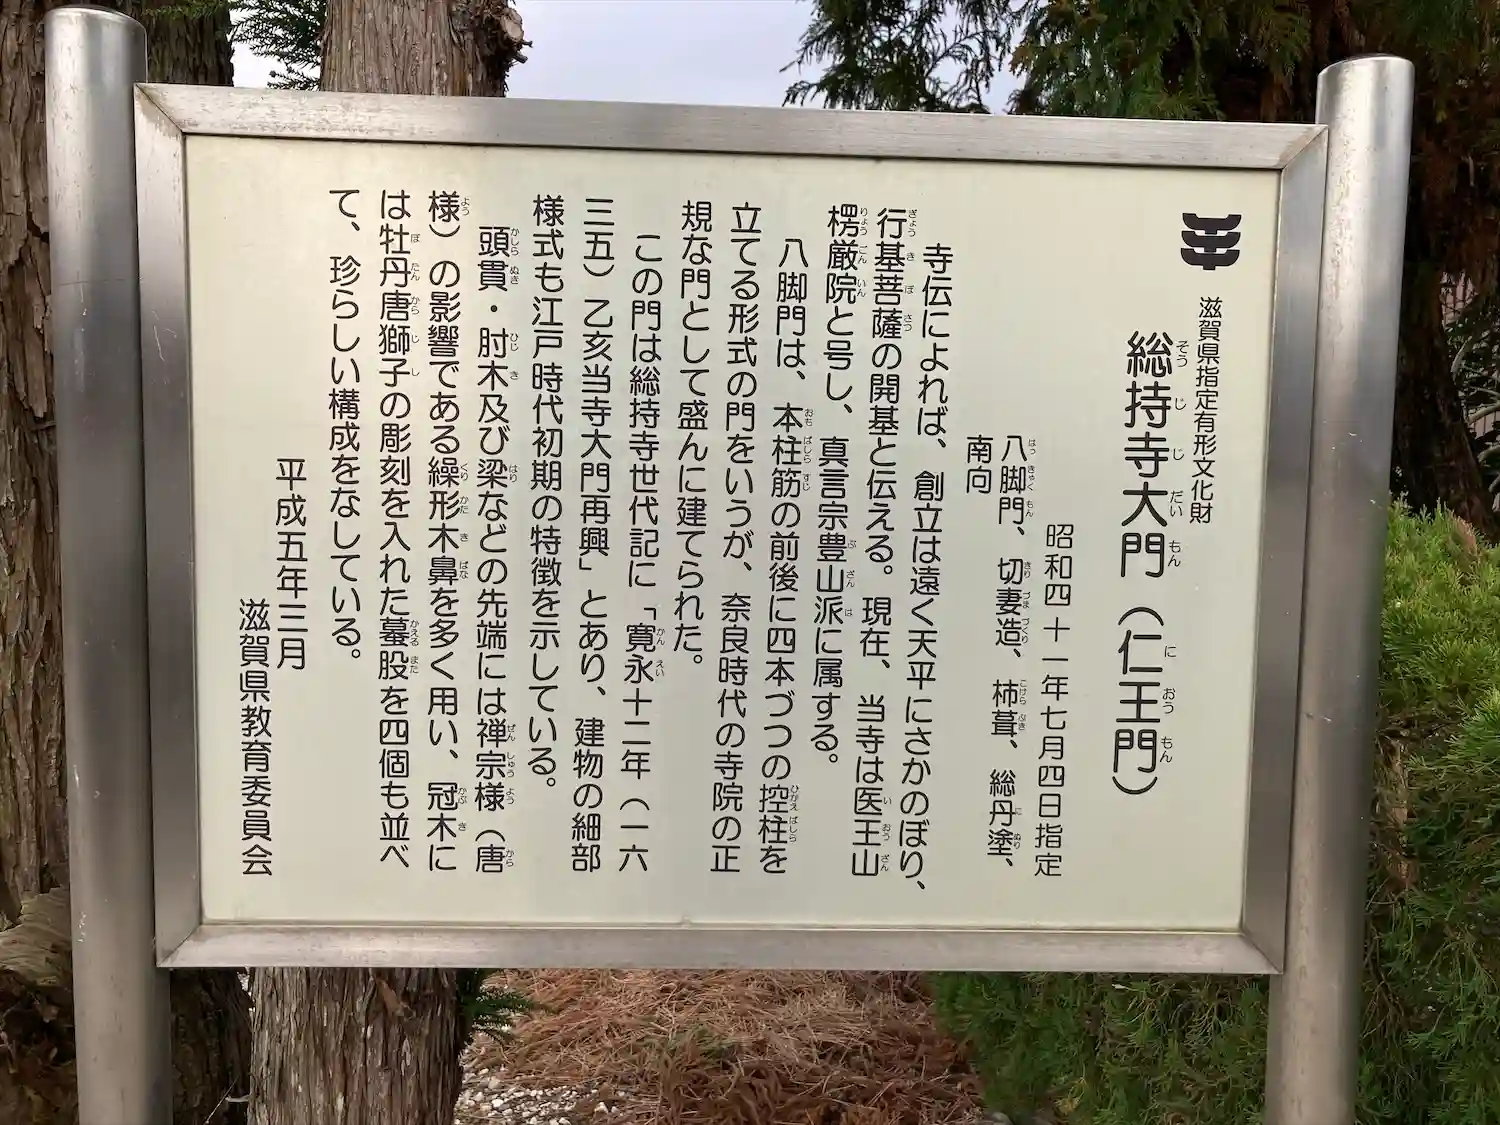 滋賀県指定有形文化財
総持寺大門（仁王門）
昭和四十一年七月四日指定
八脚門、切妻造、杮葺、総丹塗、
南向
寺伝によれば、創立は遠く天平にさかのぼり、
行基菩薩の開基と伝える。現在、当寺は医王山
楞厳院と号し、真言宗豊山派に属する。
八脚門は、本柱筋の前後に四本づつの控柱を
立てる形式の門をいうが、奈良時代の寺院の正
規な門として盛んに建てられた。
この門は総持寺世代記に「寛永十二年（一六
三五）乙亥当寺大門再興」とあり、建物の細部
様式も江戸時代初期の特徴を示している。
頭貫・肘木及び梁などの先端には禅宗様（唐
様）の影響である繰形木鼻を多く用い、冠木に
は牡丹唐獅子の彫刻を入れた蟇股を四個も並べ
て、珍らしい構成をなしている。
平成五年三月
滋賀県教育委員会